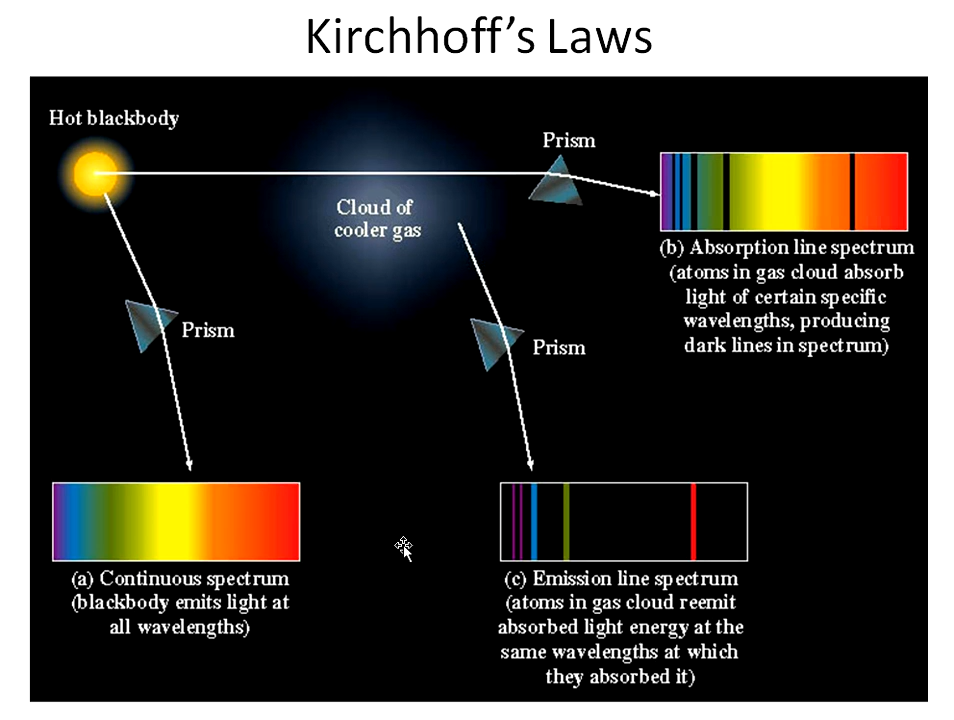 Kirchhoff’s Laws
Hot blackbody
Prism
Cloud of
cooler gas
(b) Absorption line spectrum
(atoms in gas cloud absorb
light of certain specific
wavelengths, producing
dark lines in spectrum)
Prism
Prism
(a) Continuous spectrum
(blackbody emits light at
all wavelengths)
(c) Emission line spectrum
(atoms in gas cloud reemit
absorbed light energy at the
same wavelengths at which
they absorbed it)